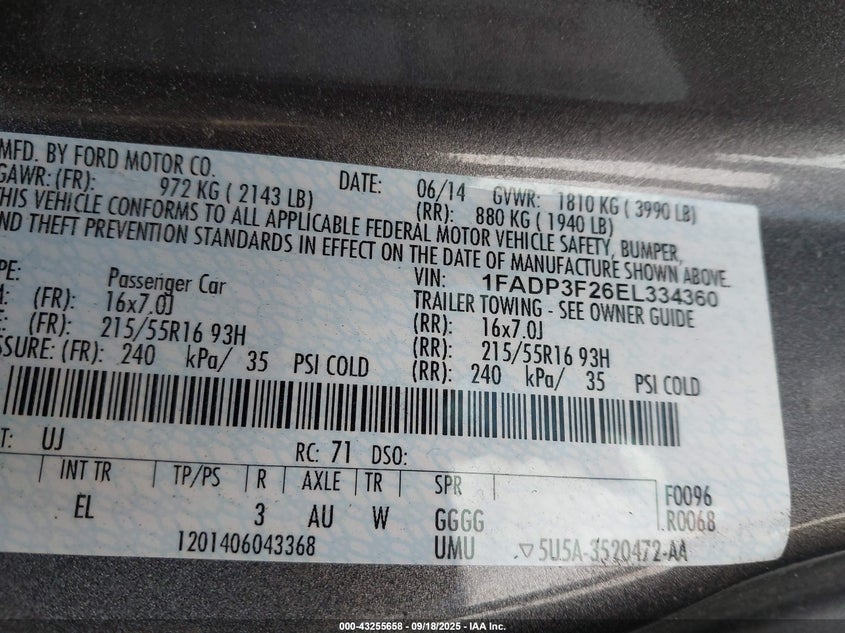 MFD. BY FORD MOTOR CO. DATE: 06/14 GVWR: 1810 KG ( 3990 LB)
GAWR: (FR): 972 KG ( 2143 LB) (RR): 880 KG ( 1940 LB)
THIS VEHICLE CONFORMS TO ALL APPLICABLE FEDERAL MOTOR VEHICLE SAFETY, BUMPER,
ND THEFT PREVENTION STANDARDS IN EFFECT ON THE DATE OF MANUFACTURE SHOWN ABOVE.
PE: Passenger Car VIN: 1FADP3F26EL334360
TRAILER TOWING - SEE OWNER GUIDE
(FR): 16x7.0J (RR): 16x7.0J
(FR): 215/55R16 93H (RR): 215/55R16 93H
SSURE: (FR): 240 kPa/ 35 PSI COLD (RR): 240 kPa/ 35 PSI COLD
T: UJ RC: 71 DSO:
INT TR TP/PS R AXLE TR SPR F0096
EL 3 AU W GGGG R0068
1201406043368 UMU ▽5U5A-3520472-AA
000-43255658 - 09/18/2025 - IAA Inc.